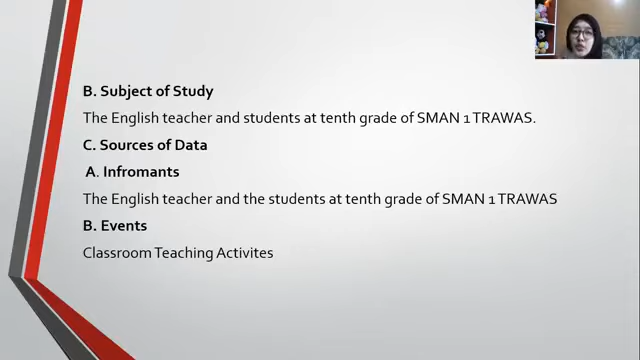 B. Subject of Study
The English teacher and students at tenth grade of SMAN 1 TRAWAS.
C. Sources of Data
A. Infromants
The English teacher and the students at tenth grade of SMAN 1 TRAWAS
B. Events
Classroom Teaching Activites